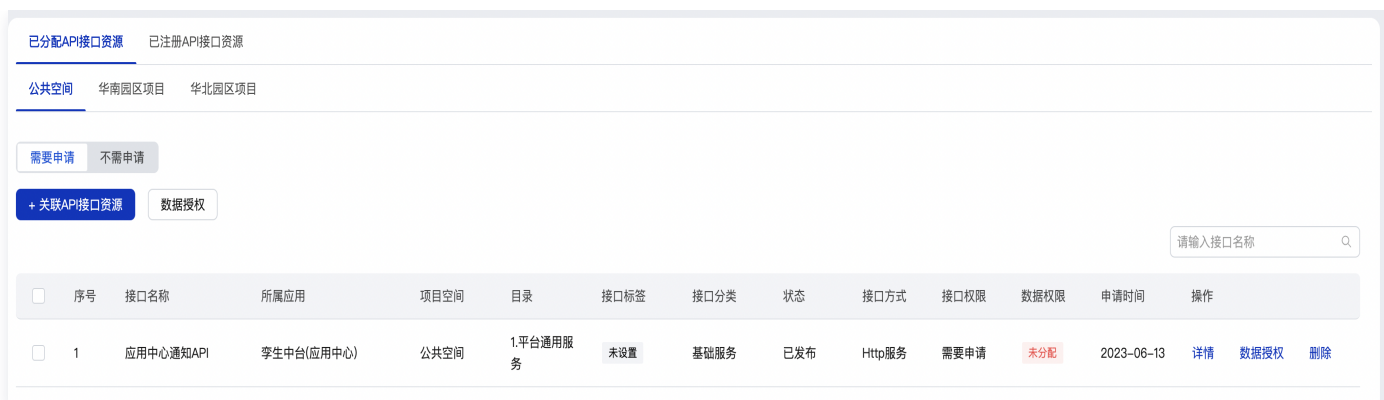 已分配API接口资源 已注册API接口资源
公共空间 华南园区项目 华北园区项目
需要申请 不需申请
+ 关联API接口资源 数据授权
请输入接口名称
序号 接口名称 所属应用 项目空间 目录 接口标签 接口分类 状态 接口方式 接口权限 数据权限 申请时间 操作
1 应用中心通知API 孪生中台(应用中心) 公共空间 1.平台通用服 未设置 基础服务 已发布 Http服务 需要申请 未分配 2023-06-13 详情 数据授权 删除
务